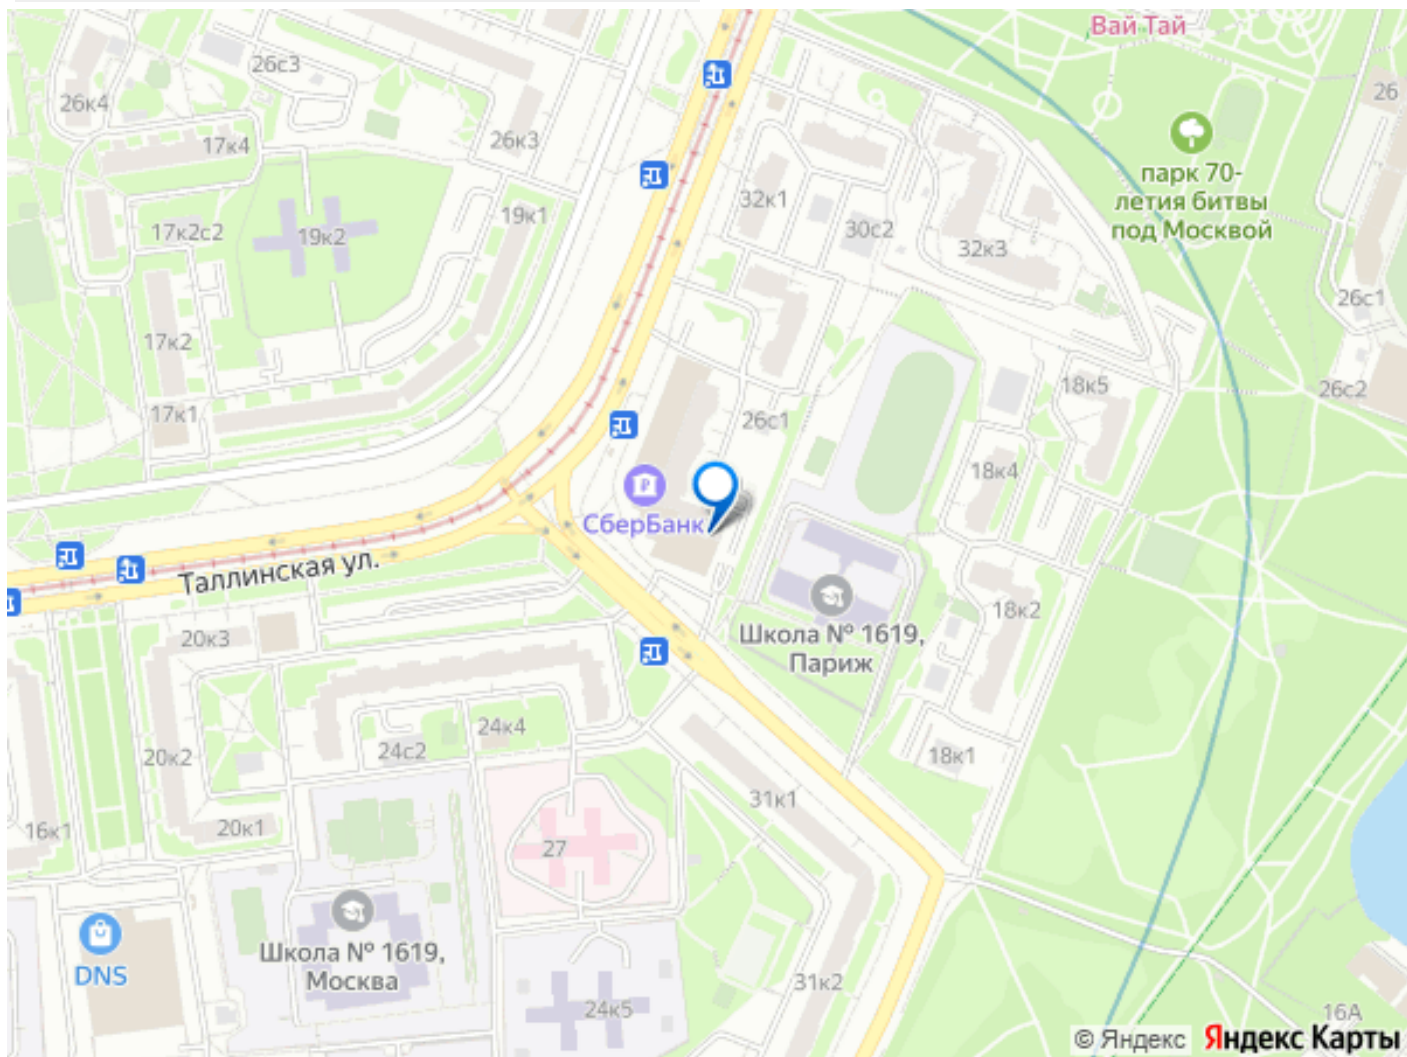 Вай Тай
26с3
26к4
26к3
26
17к4
парк 70-
летия битвы
под Москвой
32к1
19к1
17к2с2
19к2
30с2
32к3
26с1
17к2
18к5
26с2
17к1
26с1
18к4
СберБанк
Таллинская ул.
18к2
Школа № 1619,
Париж
20к3
24к4
24с2
20к2
18к1
31к1
16к1
20к1
27
Школа № 1619,
Москва
DNS
31к2
24к5
16А
© Яндекс Яндекс Карты